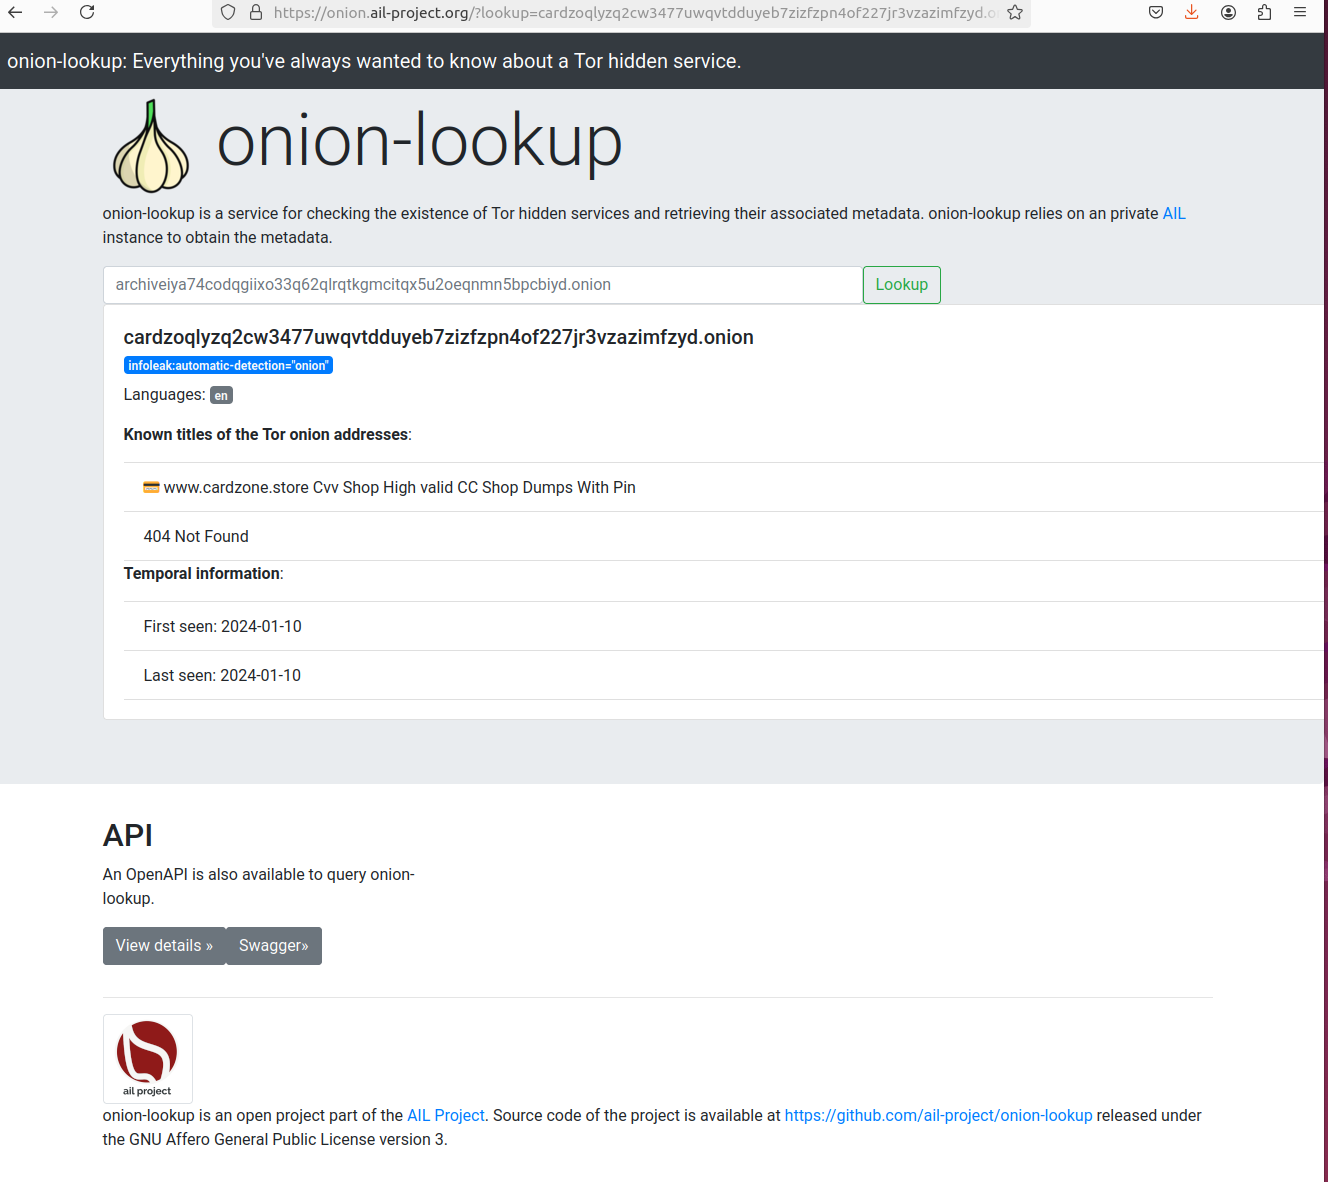 https://onion.ail-project.org/?lookup=cardzoqlyzq2cw3477uwqvtdduyeb7zizfzpn4of227jr3vzazimfzyd.o
onion-lookup: Everything you've always wanted to know about a Tor hidden service.
onion-lookup
onion-lookup is a service for checking the existence of Tor hidden services and retrieving their associated metadata. onion-lookup relies on an private AIL
instance to obtain the metadata.
archiveiya74codqgiixo33q62qlrqtkgmcitqx5u2oeqnmn5bpcbiyd.onion
Lookup
cardzoqlyzq2cw3477uwqvtdduyeb7zizfzpn4of227jr3vzazimfzyd.onion
infoleak:automatic-detection="onion"
Languages: en
Known titles of the Tor onion addresses:
💳 www.cardzone.store Cvv Shop High valid CC Shop Dumps With Pin
404 Not Found
Temporal information:
First seen: 2024-01-10
Last seen: 2024-01-10
API
An OpenAPI is also available to query onion-
lookup.
View details »
Swagger»
ail project
onion-lookup is an open project part of the AIL Project. Source code of the project is available at https://github.com/ail-project/onion-lookup released under
the GNU Affero General Public License version 3.